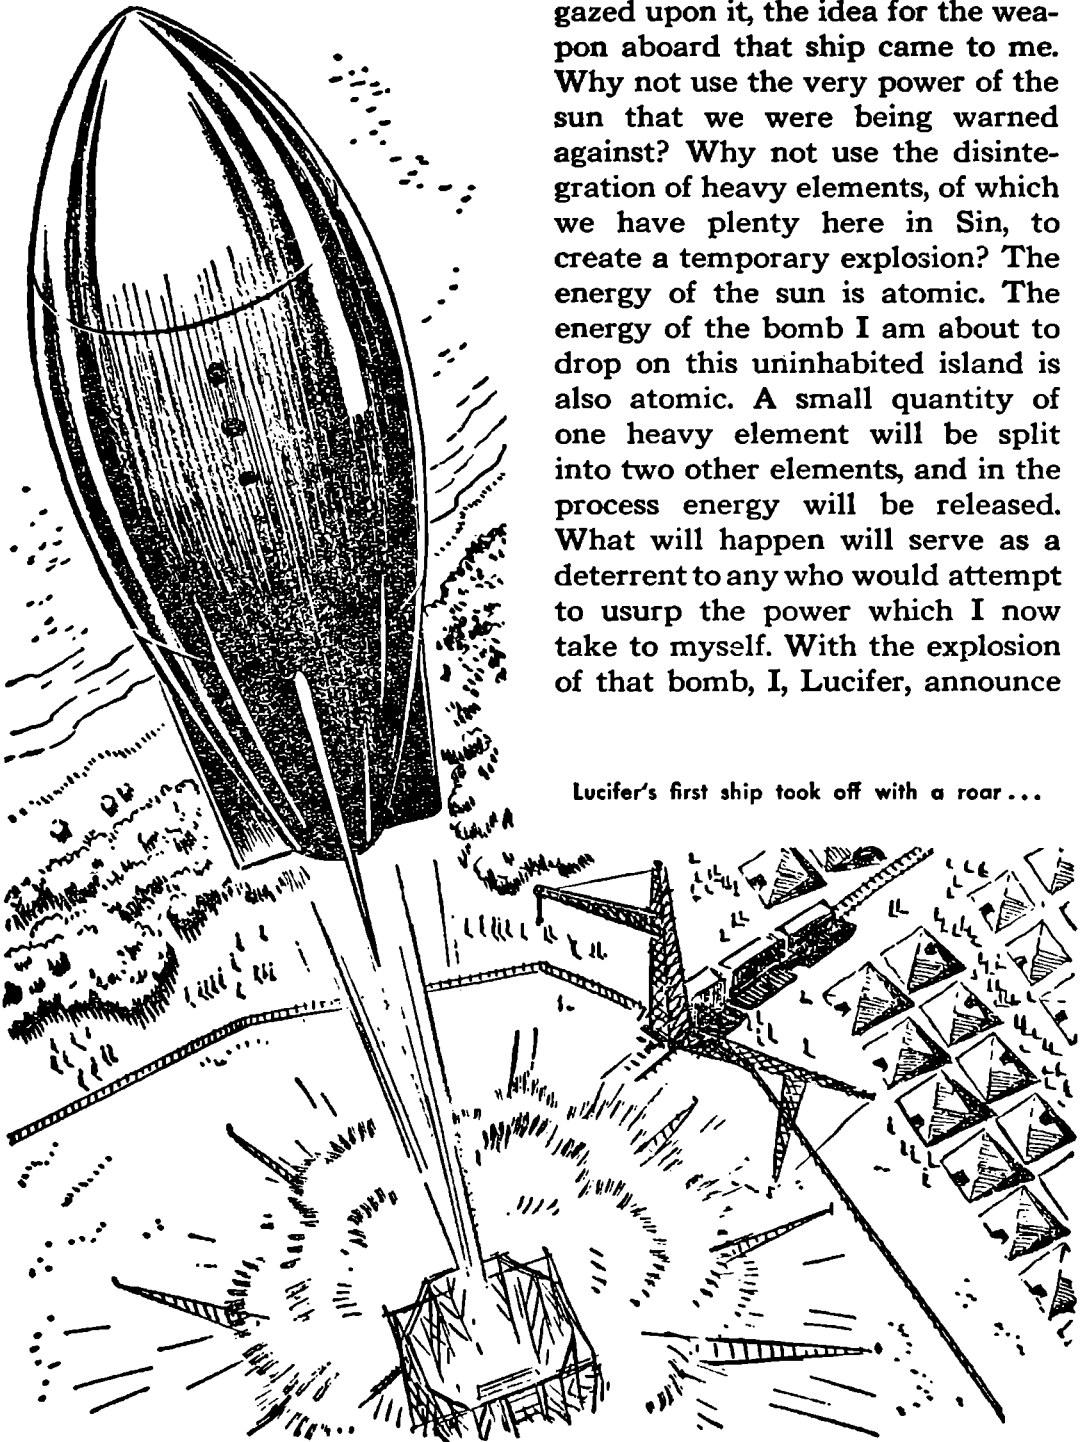 gazed upon it, the idea for the wea-
pon aboard that ship came to me.
Why not use the very power of the
sun that we were being warned
against? Why not use the disinte-
gration of heavy elements, of which
we have plenty here in Sin, to
create a temporary explosion? The
energy of the sun is atomic. The
energy of the bomb I am about to
drop on this uninhabited island is
also atomic. A small quantity of
one heavy element will be split
into two other elements, and in the
process energy will be released.
What will happen will serve as a
deterrent to any who would attempt
to usurp the power which I now
take to myself. With the explosion
of that bomb, I, Lucifer, announce
Lucifer's first ship took off with a roar...